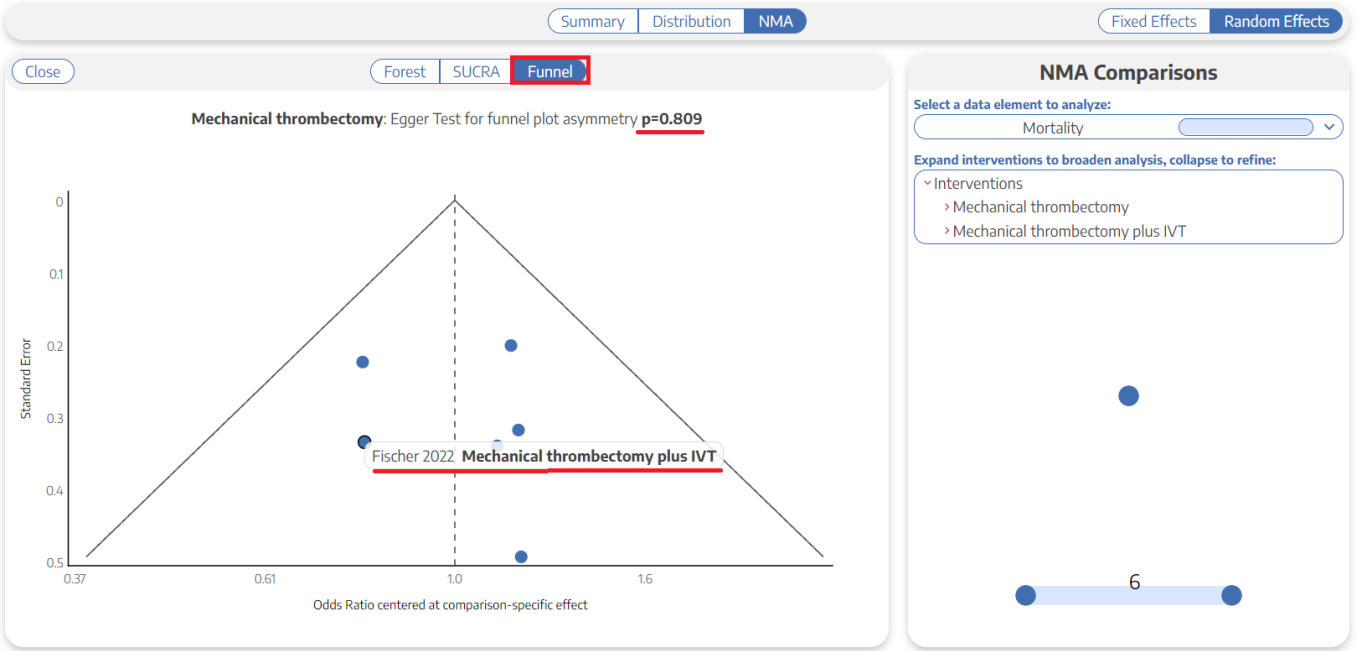 Summary Distribution NMA
Fixed Effects Random Effects
Close
Forest SUCRA Funnel
Mechanical thrombectomy: Egger Test for funnel plot asymmetry p=0.809
Standard Error
0
0.1
0.2
0.3
0.4
0.5
Fischer 2022 Mechanical thrombectomy plus IVT
0.37 0.61 1.0 1.6
Odds Ratio centered at comparison-specific effect
NMA Comparisons
Select a data element to analyze:
Mortality
Expand interventions to broaden analysis, collapse to refine:
Interventions
Mechanical thrombectomy
Mechanical thrombectomy plus IVT
6